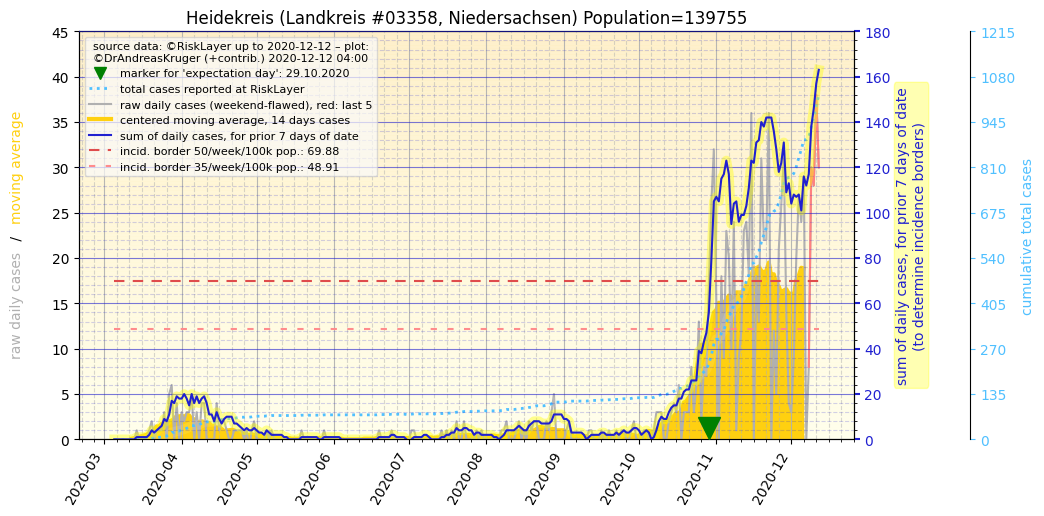 Heidekreis (Landkreis #03358, Niedersachsen) Population=139755
source data: ©RiskLayer up to 2020-12-12 – plot:
©DrAndreasKruger (+contrib.) 2020-12-12 04:00
marker for 'expectation day': 29.10.2020
total cases reported at RiskLayer
raw daily cases (weekend-flawed), red: last 5
centered moving average, 14 days cases
sum of daily cases, for prior 7 days of date
incid. border 50/week/100k pop.: 69.88
incid. border 35/week/100k pop.: 48.91
raw daily cases / moving average
45
40
35
30
25
20
15
10
5
0
2020-03
2020-04
2020-05
2020-06
2020-07
2020-08
2020-09
2020-10
2020-11
2020-12
180
160
140
120
100
80
60
40
20
0
sum of daily cases, for prior 7 days of date
(to determine incidence borders)
1215
1080
945
810
675
540
405
270
135
0
cumulative total cases